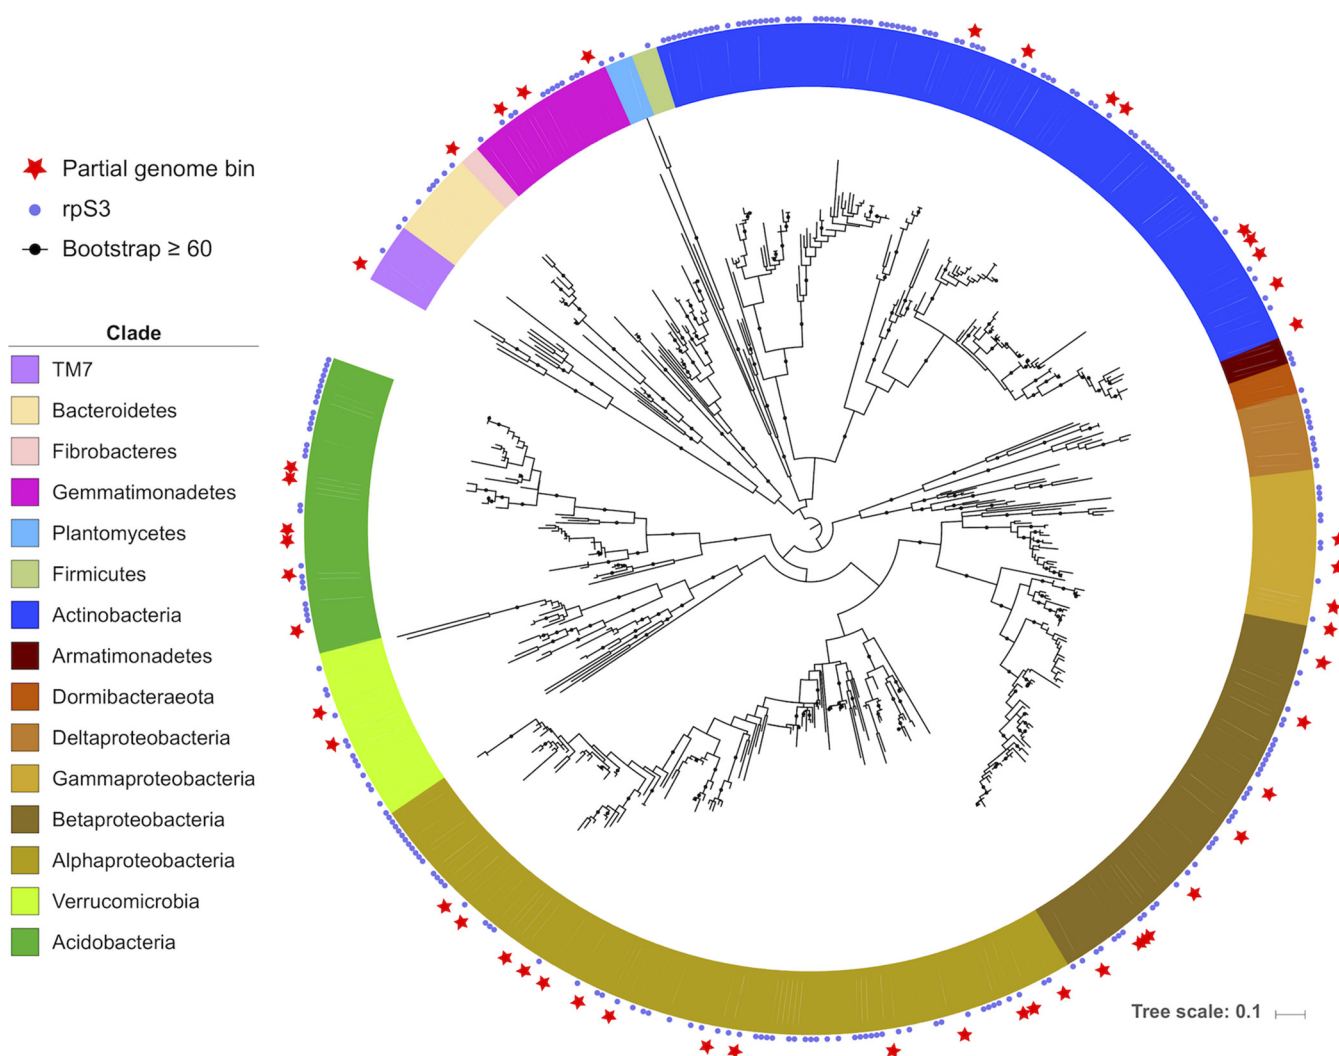 Partial genome bin
rpS3
Bootstrap ≥ 60
Clade
TM7
Bacteroidetes
Fibrobacteres
Gemmatimonadetes
Plantomycetes
Firmicutes
Actinobacteria
Armatimonadetes
Dormibacteraeota
Deltaproteobacteria
Gammaproteobacteria
Betaproteobacteria
Alphaproteobacteria
Verrucomicrobia
Acidobacteria
Tree scale: 0.1